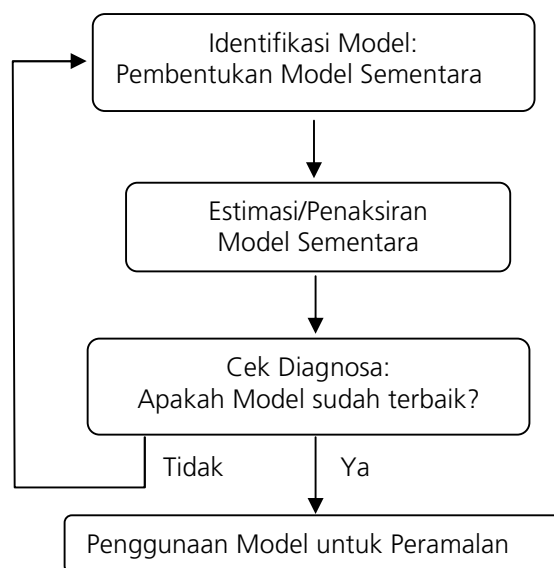 Identifikasi Model:
Pembentukan Model Sementara
Estimasi/Penaksiran
Model Sementara
Cek Diagnosa:
Apakah Model sudah terbaik?
Tidak
Ya
Penggunaan Model untuk Peramalan